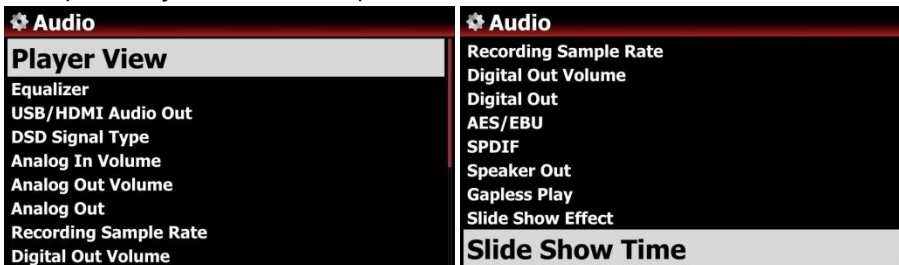 Audio
Player View
Equalizer
USB/HDMI Audio Out
DSD Signal Type
Analog In Volume
Analog Out Volume
Analog Out
Recording Sample Rate
Digital Out Volume
Audio
Recording Sample Rate
Digital Out Volume
Digital Out
AES/EBU
SPDIF
Speaker Out
Gapless Play
Slide Show Effect
Slide Show Time